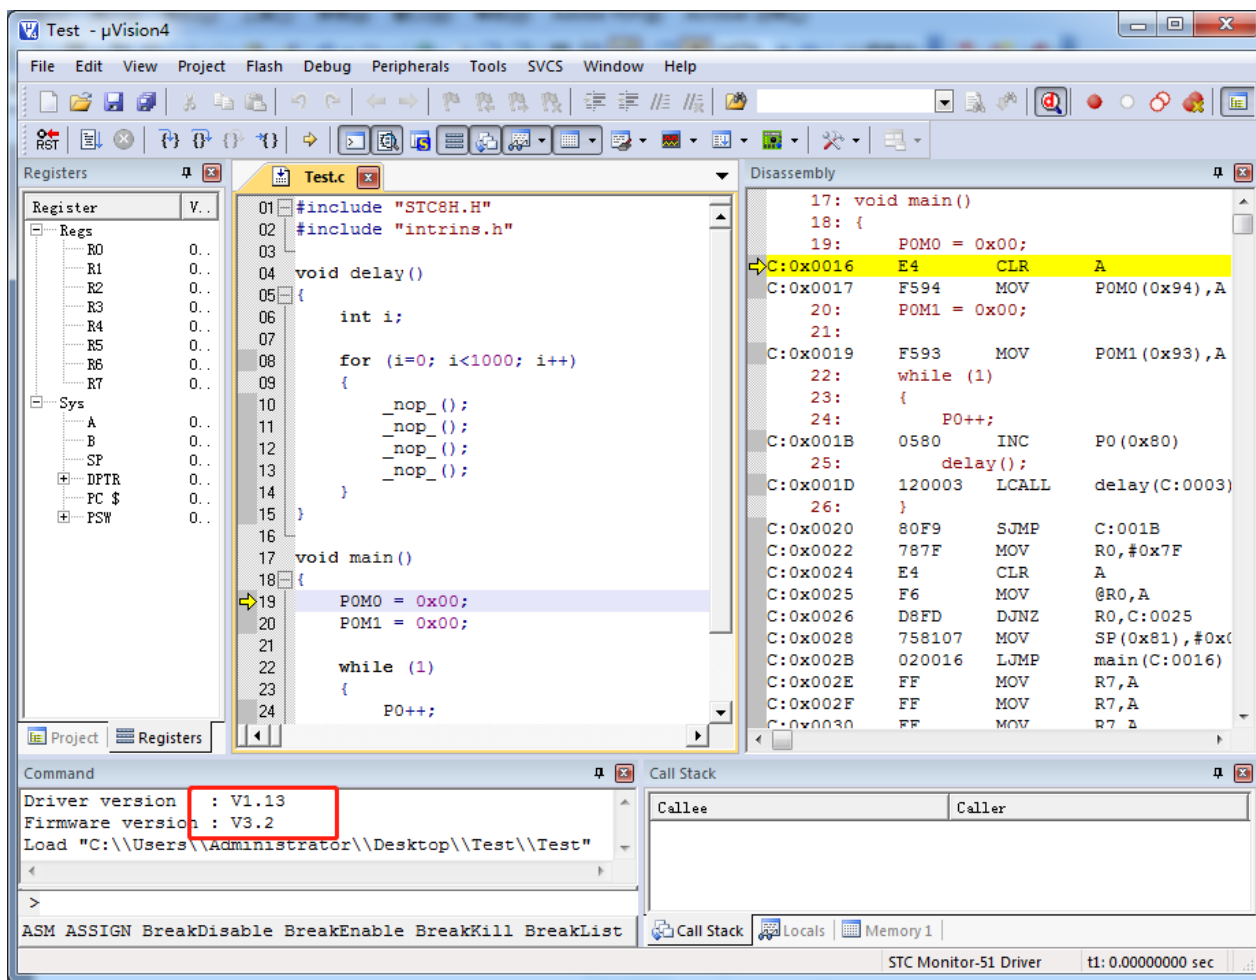 Test - µVision4
File Edit View Project Flash Debug Peripherals Tools SVCS Window Help
RST
Registers
Register V..
Regs
R0 0..
R1 0..
R2 0..
R3 0..
R4 0..
R5 0..
R6 0..
R7 0..
Sys
A 0..
B 0..
SP 0..
DPTR 0..
PC $ 0..
PSW 0..
Project Registers
Test.c
01 #include "STC8H.H"
02 #include "intrins.h"
03
04 void delay()
05 {
06 int i;
07
08 for (i=0; i<1000; i++)
09 {
10 _nop_();
11 _nop_();
12 _nop_();
13 _nop_();
14 }
15 }
16
17 void main()
18 {
19 P0M0 = 0x00;
20 P0M1 = 0x00;
21
22 while (1)
23 {
24 P0++;
Disassembly
17: void main()
18: {
19: P0M0 = 0x00;
C:0x0016 E4 CLR A
C:0x0017 F594 MOV P0M0(0x94),A
20: P0M1 = 0x00;
21:
C:0x0019 F593 MOV P0M1(0x93),A
22: while (1)
23: {
24: P0++;
C:0x001B 0580 INC P0(0x80)
25: delay();
C:0x001D 120003 LCALL delay(C:0003)
26: }
C:0x0020 80F9 SJMP C:001B
C:0x0022 787F MOV R0,#0x7F
C:0x0024 E4 CLR A
C:0x0025 F6 MOV @R0,A
C:0x0026 D8FD DJNZ R0,C:0025
C:0x0028 758107 MOV SP(0x81),#0x0
C:0x002B 020016 LJMP main(C:0016)
C:0x002E FF MOV R7,A
C:0x002F FF MOV R7,A
C:0x0030 FF MOV R7,A
Command
Driver version : V1.13
Firmware version : V3.2
Load "C:\\Users\\Administrator\\Desktop\\Test\\Test"
>
ASM ASSIGN BreakDisable BreakEnable BreakKill BreakList
Call Stack
Callee Caller
Call Stack Locals Memory 1
STC Monitor-51 Driver t1: 0.00000000 sec